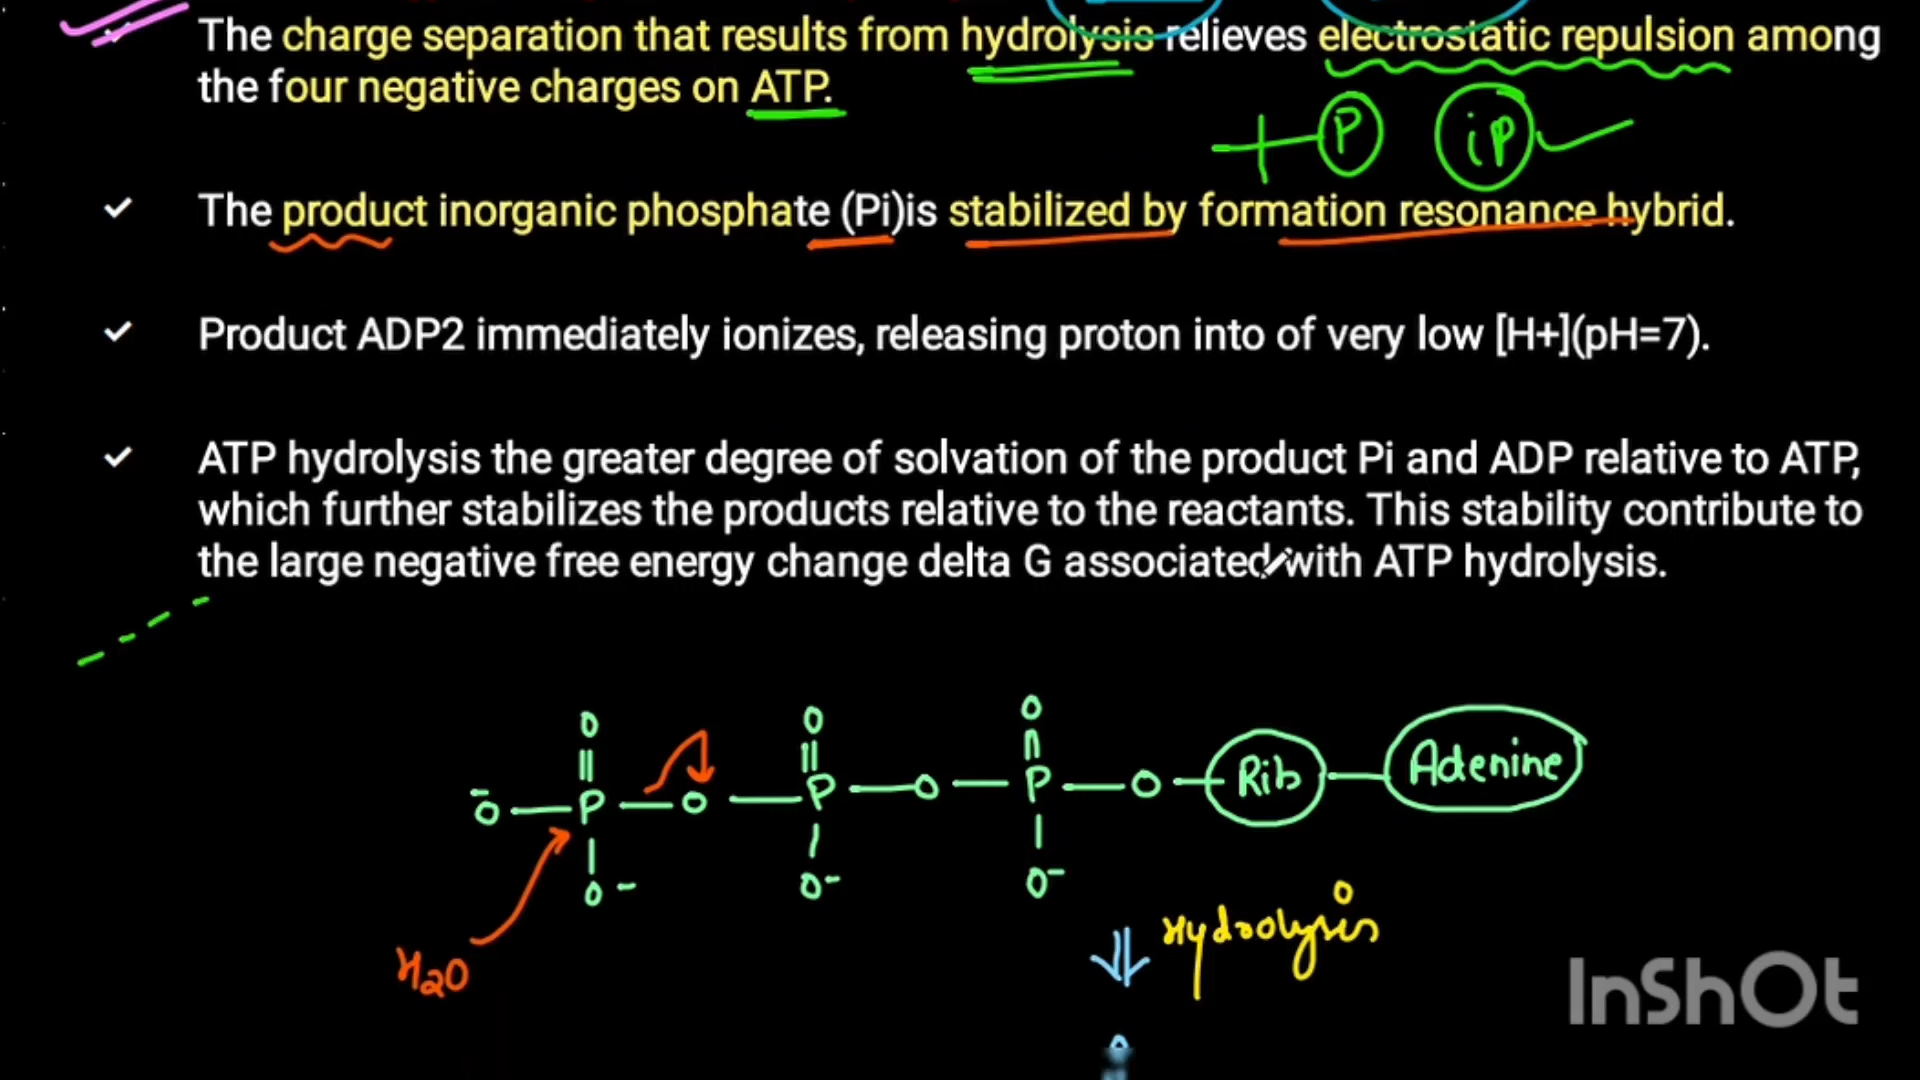 The charge separation that results from hydrolysis relieves electrostatic repulsion among
the four negative charges on ATP.
P ip
The product inorganic phosphate (Pi)is stabilized by formation resonance hybrid.
Product ADP2 immediately ionizes, releasing proton into of very low [H+](pH=7).
ATP hydrolysis the greater degree of solvation of the product Pi and ADP relative to ATP,
which further stabilizes the products relative to the reactants. This stability contribute to
the large negative free energy change delta G associated with ATP hydrolysis.
O O O
O⁻ — P — O — P — O — P — O — Rib — Adenine
O⁻ O⁻ O⁻
Hydrolysis
H2O
InShOt